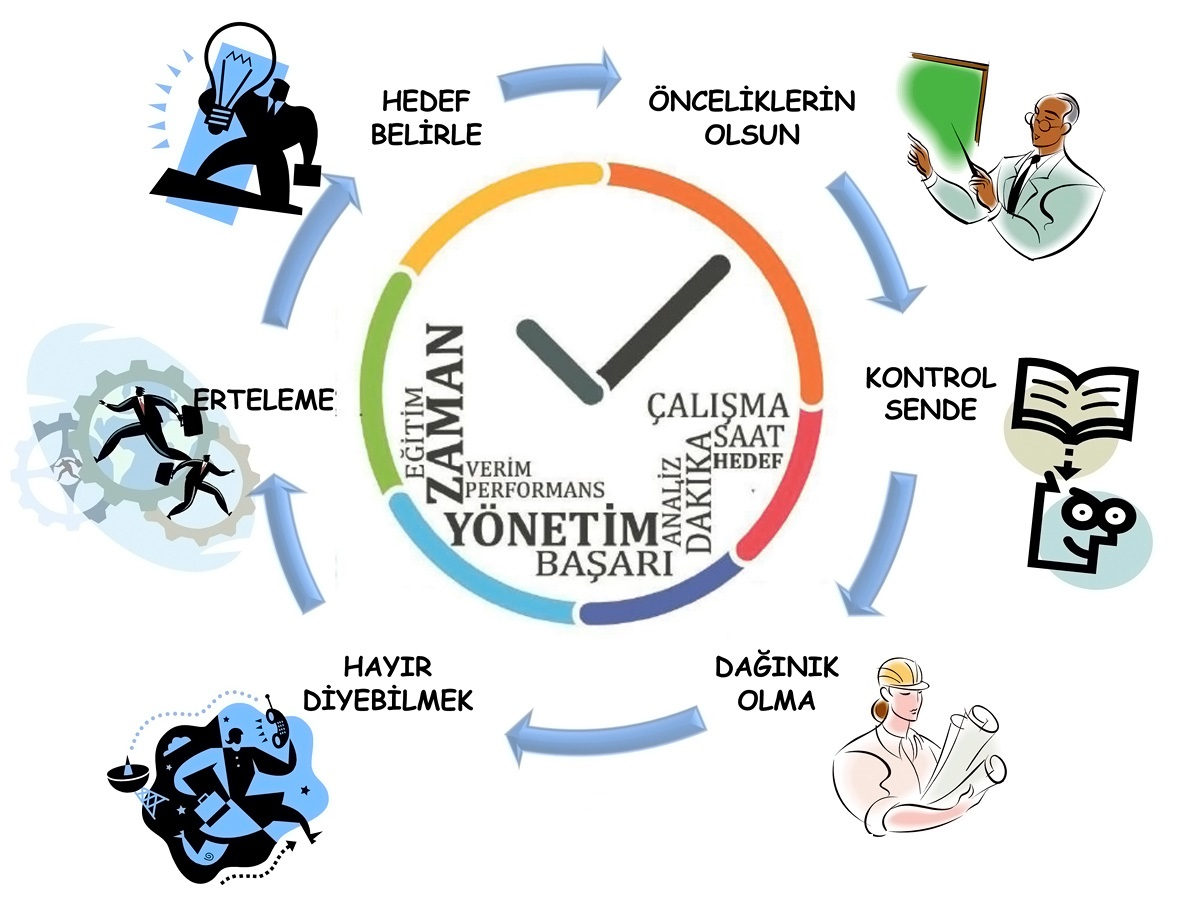 HEDEF
BELİRLE
ÖNCELİKLERİN
OLSUN
KONTROL
SENDE
DAĞINIK
OLMA
HAYIR
DİYEBİLMEK
ERTELEME
EĞİTİM
ZAMAN
VERİM
PERFORMANS
YÖNETİM
BAŞARI
ANALİZ
DAKİKA
ÇALIŞMA
SAAT
HEDEF